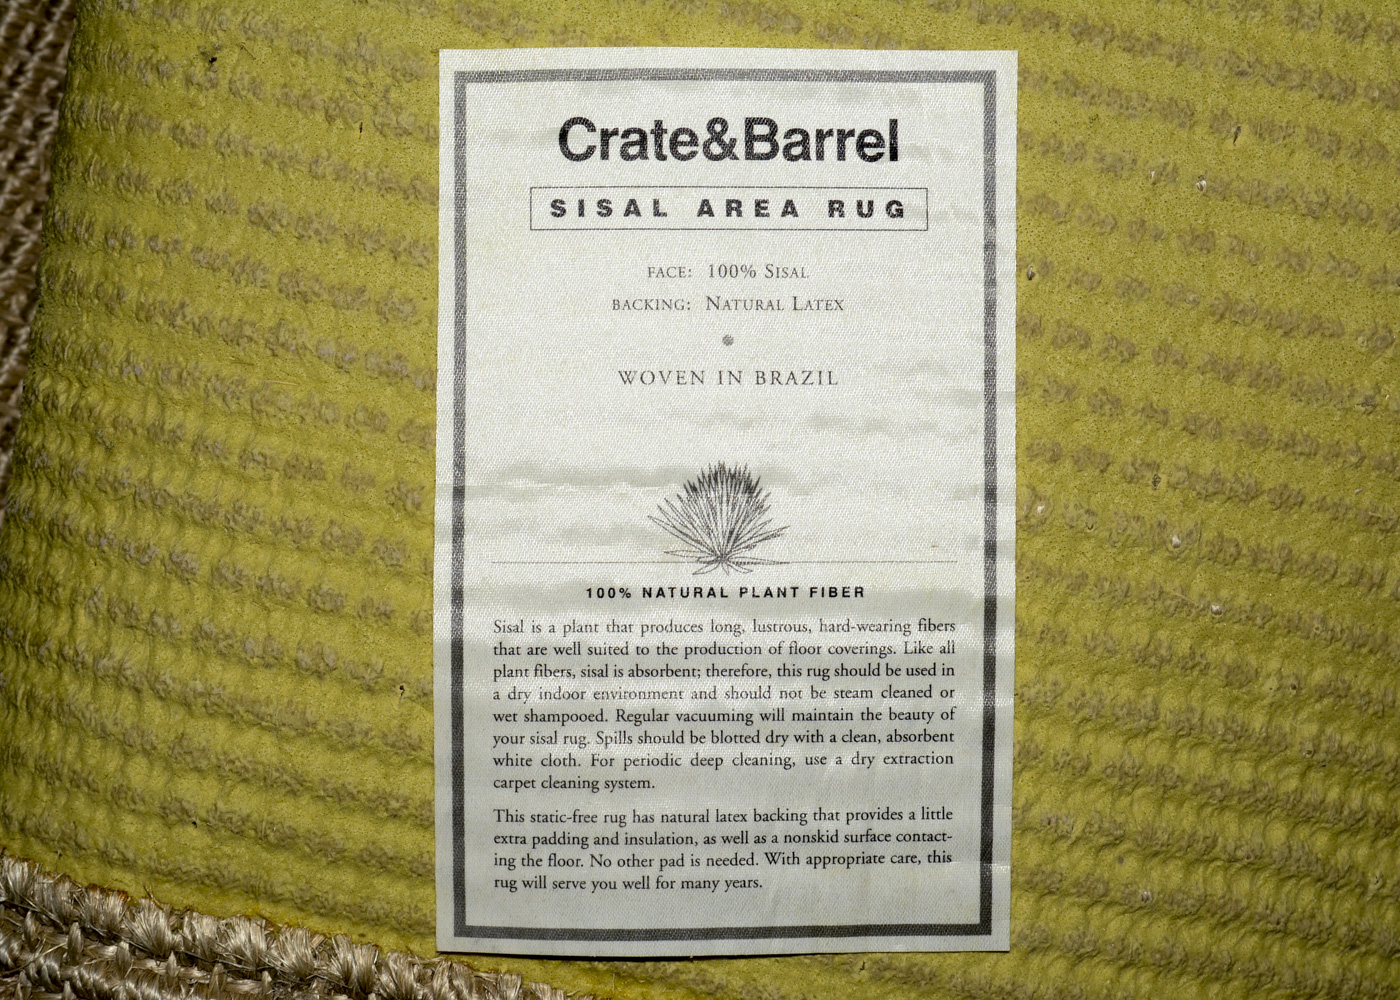 Crate&Barrel
SISAL AREA RUG
FACE: 100% SISAL
BACKING: NATURAL LATEX
WOVEN IN BRAZIL
100% NATURAL PLANT FIBER
Sisal is a plant that produces long, lustrous, hard-wearing fibers
that are well suited to the production of floor coverings. Like all
plant fibers, sisal is absorbent; therefore, this rug should be used in
a dry indoor environment and should not be steam cleaned or
wet shampooed. Regular vacuuming will maintain the beauty of
your sisal rug. Spills should be blotted dry with a clean, absorbent
white cloth. For periodic deep cleaning, use a dry extraction
carpet cleaning system.
This static-free rug has natural latex backing that provides a little
extra padding and insulation, as well as a nonskid surface contact-
ing the floor. No other pad is needed. With appropriate care, this
rug will serve you well for many years.